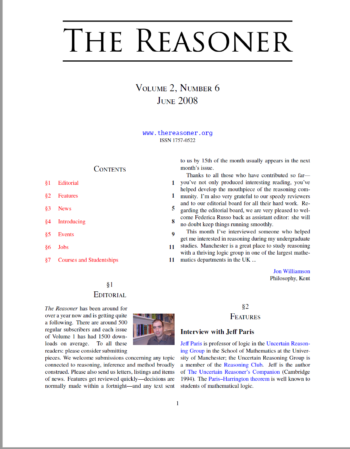 THE REASONER
VOLUME 2, NUMBER 6
JUNE 2008
www.thereasoner.org
ISSN 1757-0522
CONTENTS
§1 Editorial 1
§2 Features 1
§3 News 5
§4 Introducing 8
§5 Events 9
§6 Jobs 11
§7 Courses and Studentships 11
§1
EDITORIAL
The Reasoner has been around for
over a year now and is getting quite
a following. There are around 500
regular subscribers and each issue
of Volume 1 has had 1500 down-
loads on average. To all these
readers: please consider submitting
pieces. We welcome submissions concerning any topic
connected to reasoning, inference and method broadly
construed. Please also send us letters, listings and items
of news. Features get reviewed quickly—decisions are
normally made within a fortnight—and any text sent
to us by 15th of the month usually appears in the next
month's issue.
Thanks to all those who have contributed so far—
you've not only produced interesting reading, you've
helped develop the mouthpiece of the reasoning com-
munity. I'm also very grateful to our speedy reviewers
and to our editorial board for all their hard work. Re-
garding the editorial board, we are very pleased to wel-
come Federica Russo back as assistant editor: she will
no doubt keep things running smoothly.
This month I've interviewed someone who helped
get me interested in reasoning during my undergraduate
studies. Manchester is a great place to study reasoning
with a thriving logic group in one of the largest mathe-
matics departments in the UK ...
Jon Williamson
Philosophy, Kent
§2
FEATURES
Interview with Jeff Paris
Jeff Paris is professor of logic in the Uncertain Reason-
ing Group in the School of Mathematics at the Univer-
sity of Manchester; the Uncertain Reasoning Group is
a member of the Reasoning Club. Jeff is the author
of The Uncertain Reasoner's Companion (Cambridge
1994). The Paris–Harrington theorem is well known to
students of mathematical logic.
1